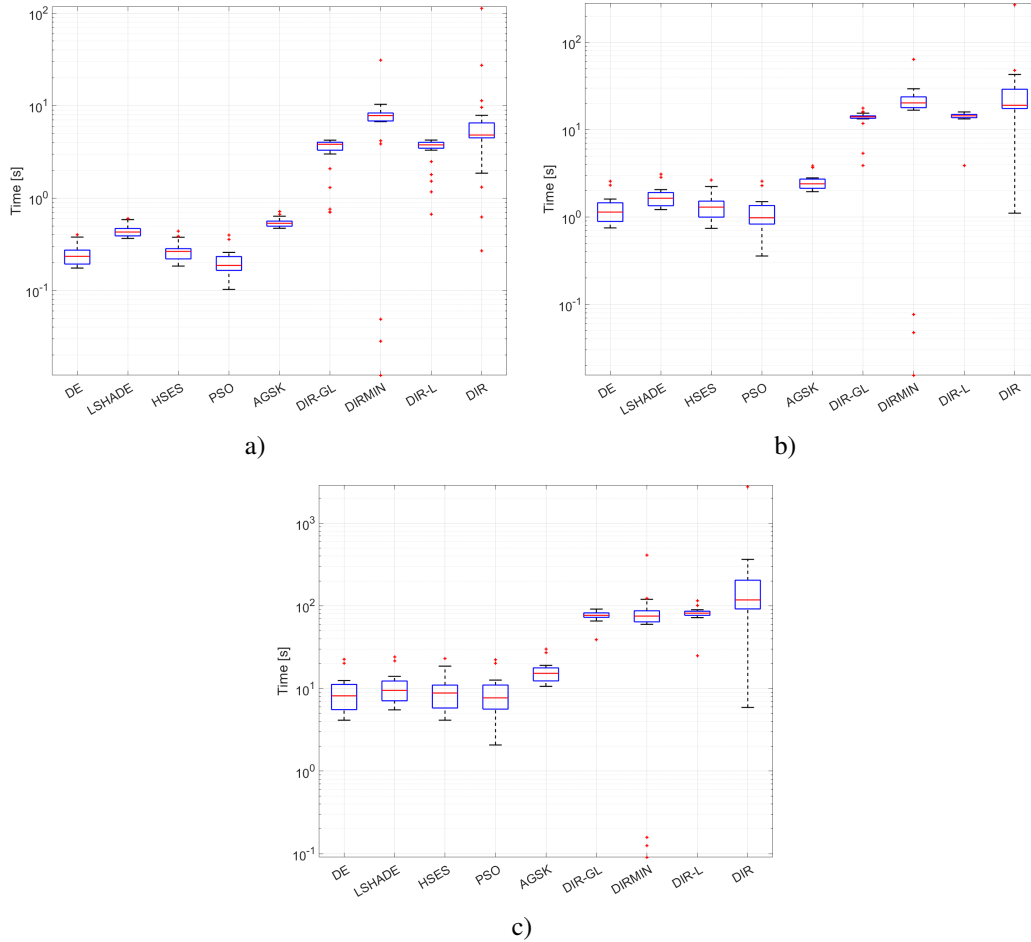 Time [s]
10^2
10^1
10^0
10^-1
DE LSHADE HSES PSO AGSK DIR-GL DIRMIN DIR-L DIR
a)
Time [s]
10^2
10^1
10^0
10^-1
DE LSHADE HSES PSO AGSK DIR-GL DIRMIN DIR-L DIR
b)
Time [s]
10^3
10^2
10^1
10^0
10^-1
DE LSHADE HSES PSO AGSK DIR-GL DIRMIN DIR-L DIR
c)